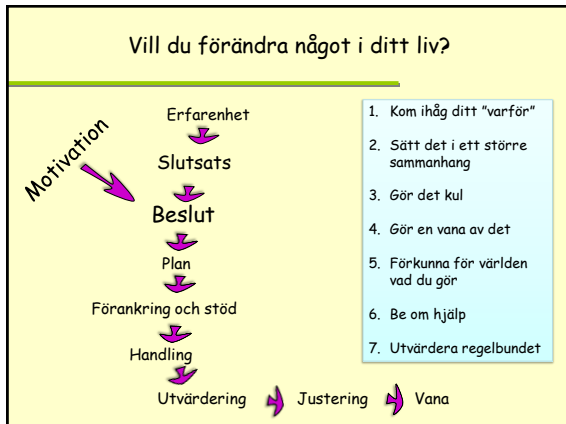 Vill du förändra något i ditt liv?
Motivation
Erfarenhet
Slutsats
Beslut
Plan
Förankring och stöd
Handling
Utvärdering Justering Vana
1. Kom ihåg ditt ”varför”
2. Sätt det i ett större
sammanhang
3. Gör det kul
4. Gör en vana av det
5. Förkunna för världen
vad du gör
6. Be om hjälp
7. Utvärdera regelbundet